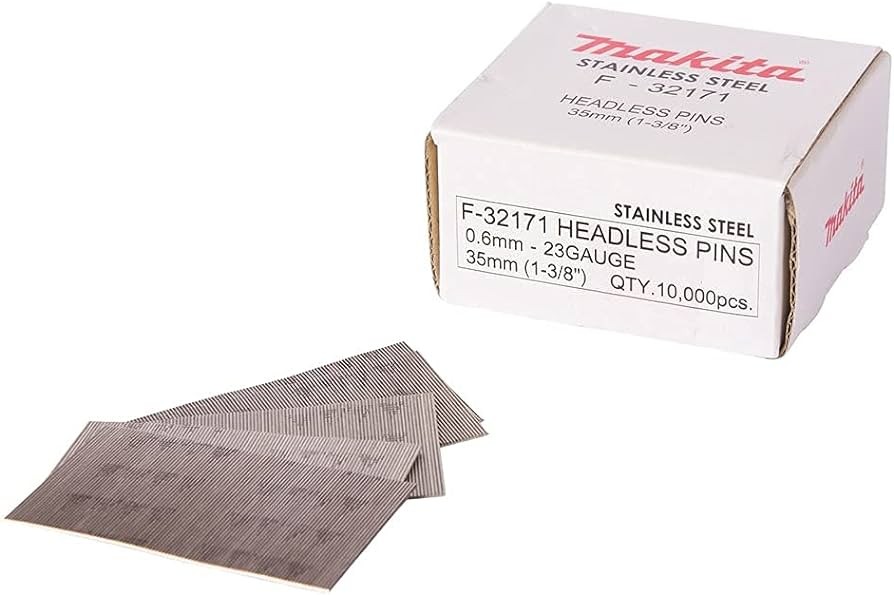 makita®
STAINLESS STEEL
F - 32171
HEADLESS PINS
35mm (1-3/8")
STAINLESS STEEL
F-32171 HEADLESS PINS
0.6mm - 23GAUGE
35mm (1-3/8") QTY.10,000pcs.
makita